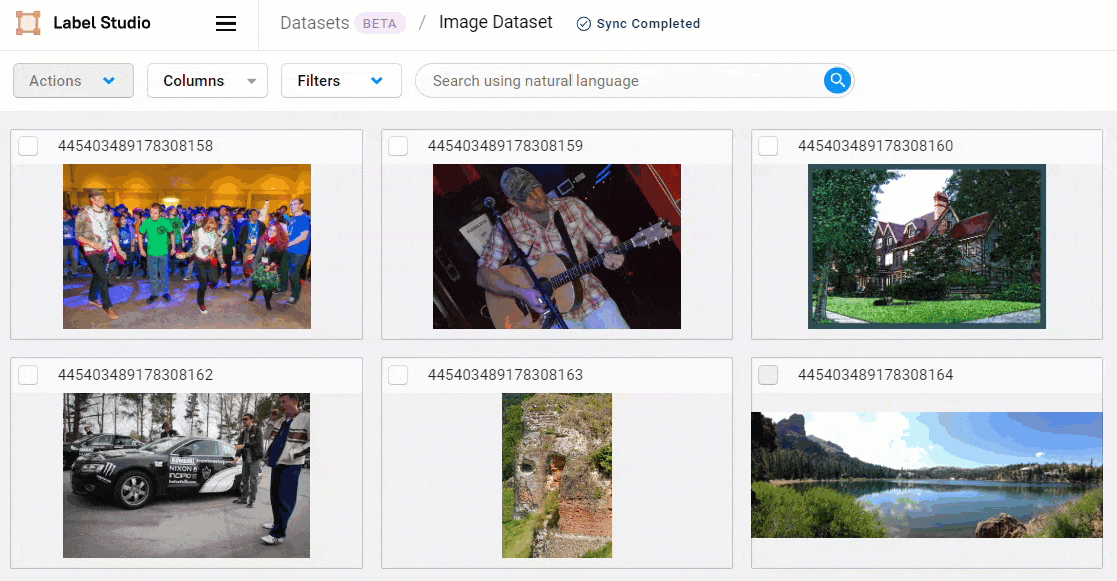 Label Studio
Datasets BETA / Image Dataset
Sync Completed
Actions
Columns
Filters
Search using natural language
445403489178308158
445403489178308159
445403489178308160
445403489178308162
445403489178308163
445403489178308164
NIXON